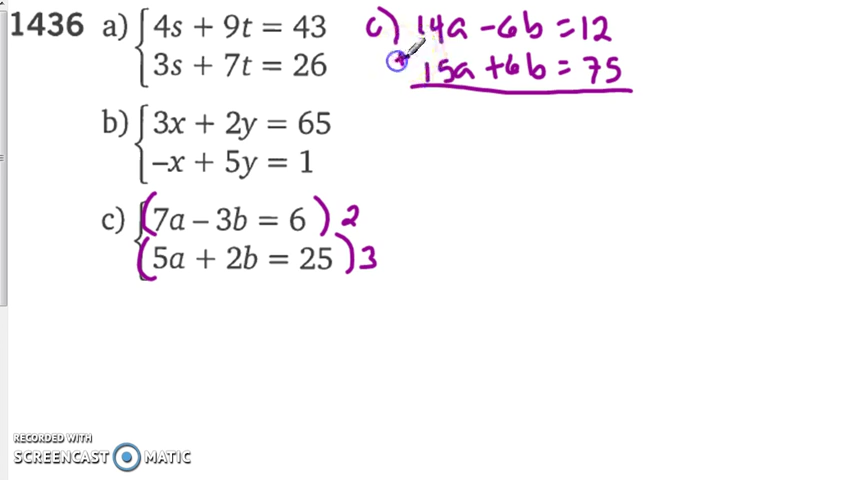 1436 a) 4s + 9t = 43
3s + 7t = 26
b) 3x + 2y = 65
–x + 5y = 1
c) (7a – 3b = 6) 2
(5a + 2b = 25) 3
c) 14a - 6b = 12
+ 15a + 6b = 75
RECORDED WITH
SCREENCAST MATIC